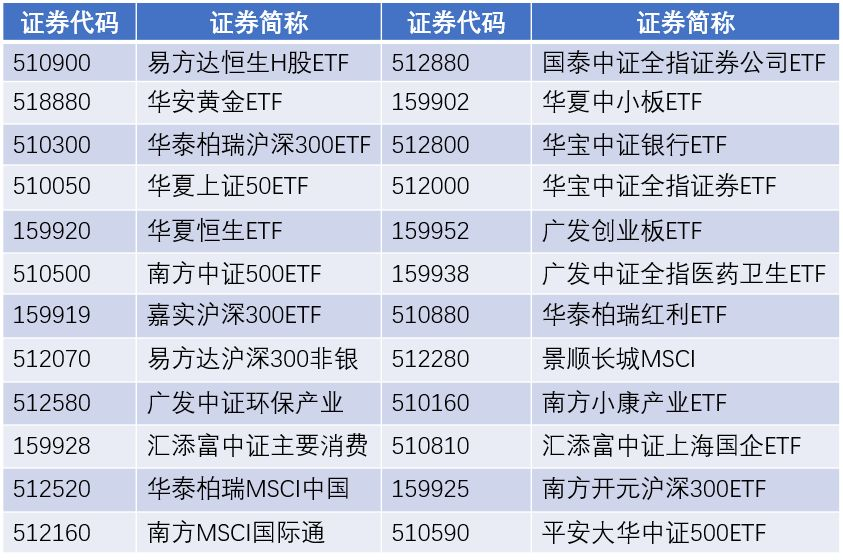 证券代码 证券简称 证券代码 证券简称
510900 易方达恒生H股ETF 512880 国泰中证全指证券公司ETF
518880 华安黄金ETF 159902 华夏中小板ETF
510300 华泰柏瑞沪深300ETF 512800 华宝中证银行ETF
510050 华夏上证50ETF 512000 华宝中证全指证券ETF
159920 华夏恒生ETF 159952 广发创业板ETF
510500 南方中证500ETF 159938 广发中证全指医药卫生ETF
159919 嘉实沪深300ETF 510880 华泰柏瑞红利ETF
512070 易方达沪深300非银 512280 景顺长城MSCI
512580 广发中证环保产业 510160 南方小康产业ETF
159928 汇添富中证主要消费 510810 汇添富中证上海国企ETF
512520 华泰柏瑞MSCI中国 159925 南方开元沪深300ETF
512160 南方MSCI国际通 510590 平安大华中证500ETF